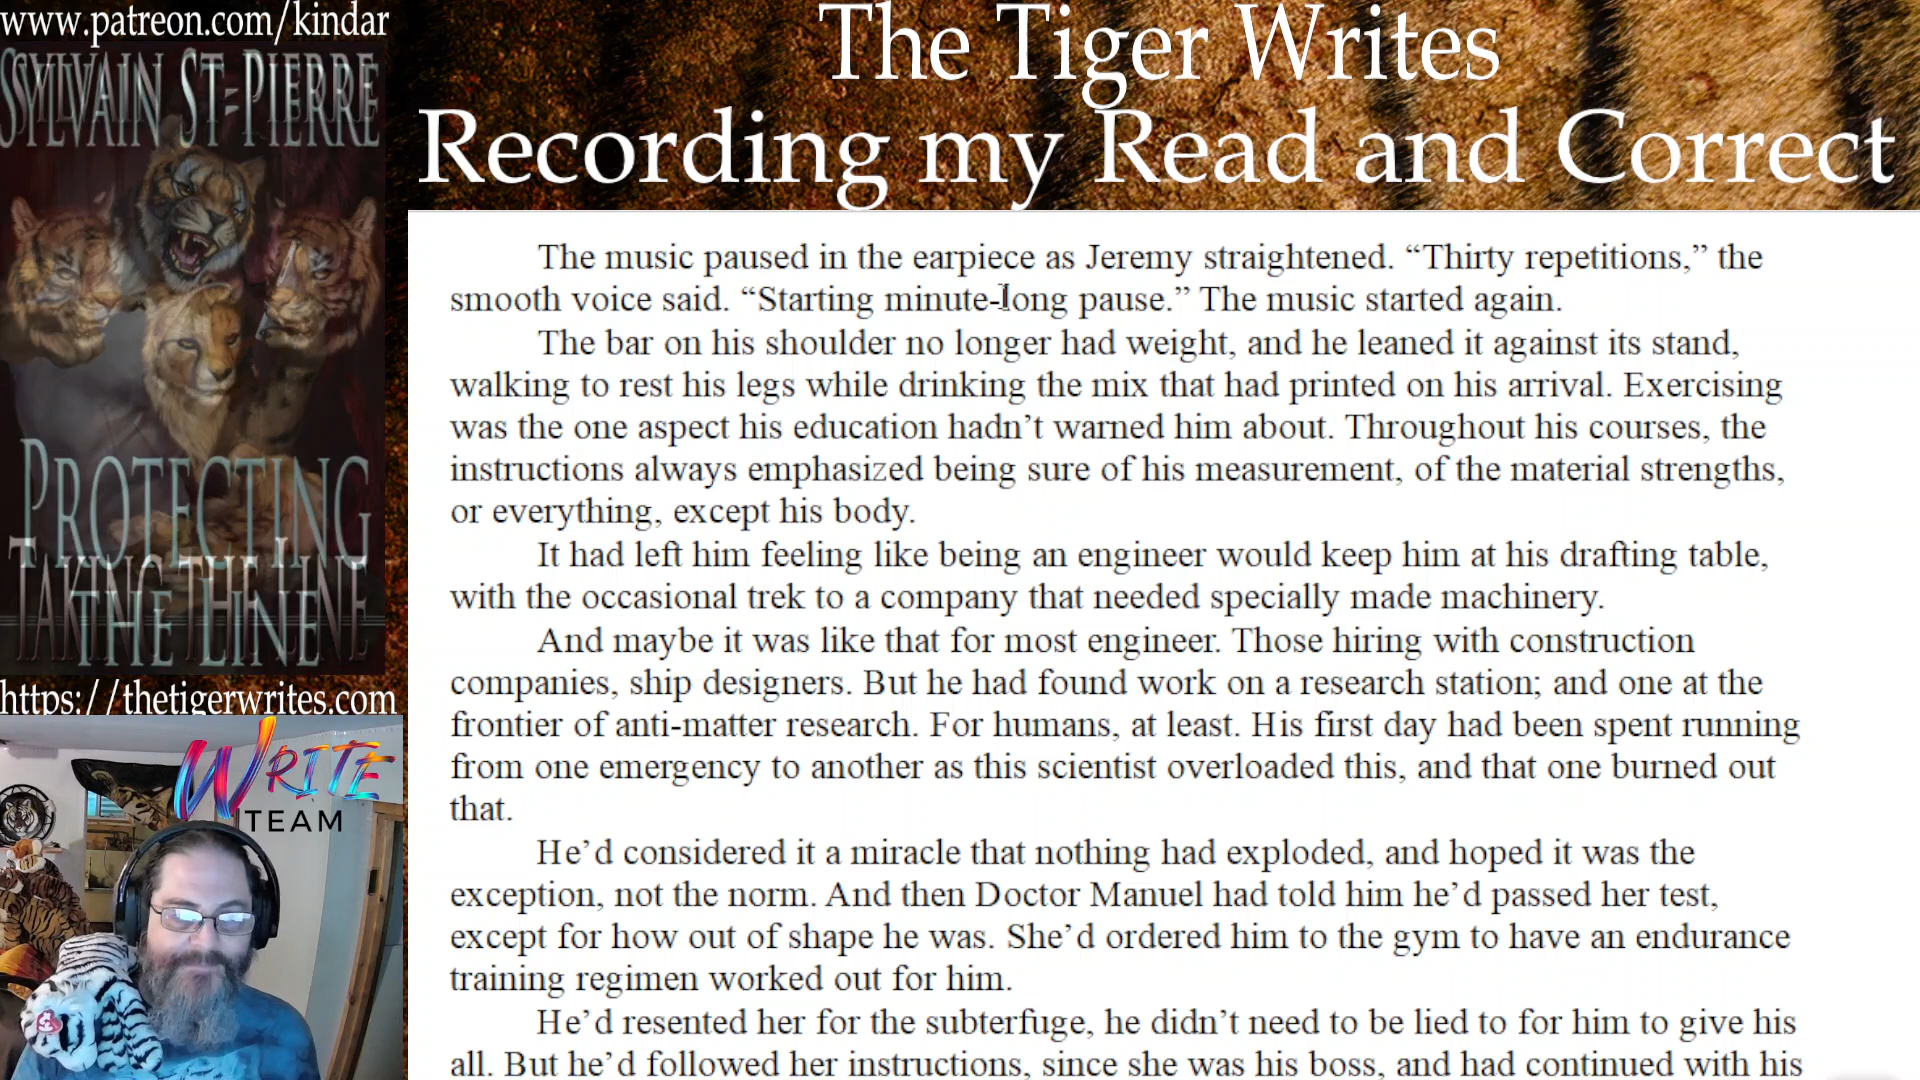 www.patreon.com/kindar
SYLVAIN ST-PIERRE
PROTECTING
TAKING THE LINE
THE LINE
https://thetigerwrites.com
WRITE
TEAM
The Tiger Writes
Recording my Read and Correct
The music paused in the earpiece as Jeremy straightened. “Thirty repetitions,” the
smooth voice said. “Starting minute-long pause.” The music started again.
The bar on his shoulder no longer had weight, and he leaned it against its stand,
walking to rest his legs while drinking the mix that had printed on his arrival. Exercising
was the one aspect his education hadn’t warned him about. Throughout his courses, the
instructions always emphasized being sure of his measurement, of the material strengths,
or everything, except his body.
It had left him feeling like being an engineer would keep him at his drafting table,
with the occasional trek to a company that needed specially made machinery.
And maybe it was like that for most engineer. Those hiring with construction
companies, ship designers. But he had found work on a research station; and one at the
frontier of anti-matter research. For humans, at least. His first day had been spent running
from one emergency to another as this scientist overloaded this, and that one burned out
that.
He’d considered it a miracle that nothing had exploded, and hoped it was the
exception, not the norm. And then Doctor Manuel had told him he’d passed her test,
except for how out of shape he was. She’d ordered him to the gym to have an endurance
training regimen worked out for him.
He’d resented her for the subterfuge, he didn’t need to be lied to for him to give his
all. But he’d followed her instructions, since she was his boss, and had continued with his